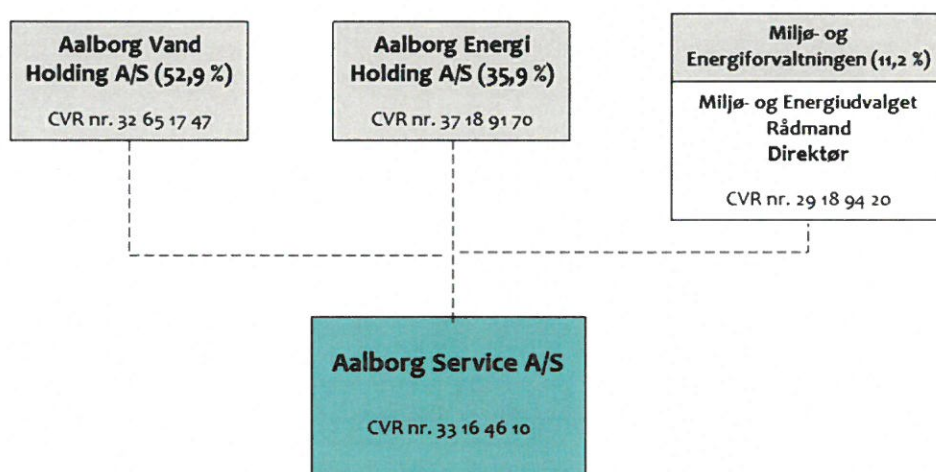 Aalborg Vand
Holding A/S (52,9 %)
CVR nr. 32 65 17 47
Aalborg Energi
Holding A/S (35,9 %)
CVR nr. 37 18 91 70
Miljø- og
Energiforvaltningen (11,2 %)
Miljø- og Energiudvalget
Rådmand
Direktør
CVR nr. 29 18 94 20
Aalborg Service A/S
CVR nr. 33 16 46 10